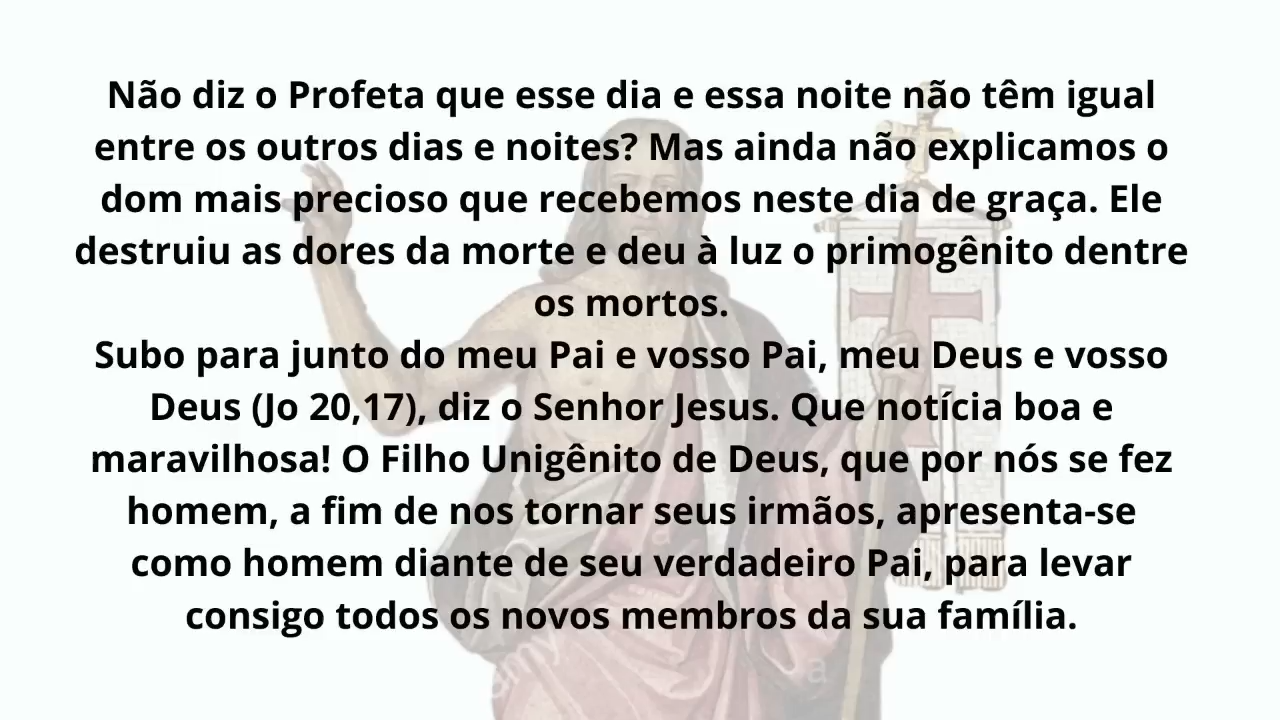 Não diz o Profeta que esse dia e essa noite não têm igual
entre os outros dias e noites? Mas ainda não explicamos o
dom mais precioso que recebemos neste dia de graça. Ele
destruiu as dores da morte e deu à luz o primogênito dentre
os mortos.
Subo para junto do meu Pai e vosso Pai, meu Deus e vosso
Deus (Jo 20,17), diz o Senhor Jesus. Que notícia boa e
maravilhosa! O Filho Unigênito de Deus, que por nós se fez
homem, a fim de nos tornar seus irmãos, apresenta-se
como homem diante de seu verdadeiro Pai, para levar
consigo todos os novos membros da sua família.
a
a